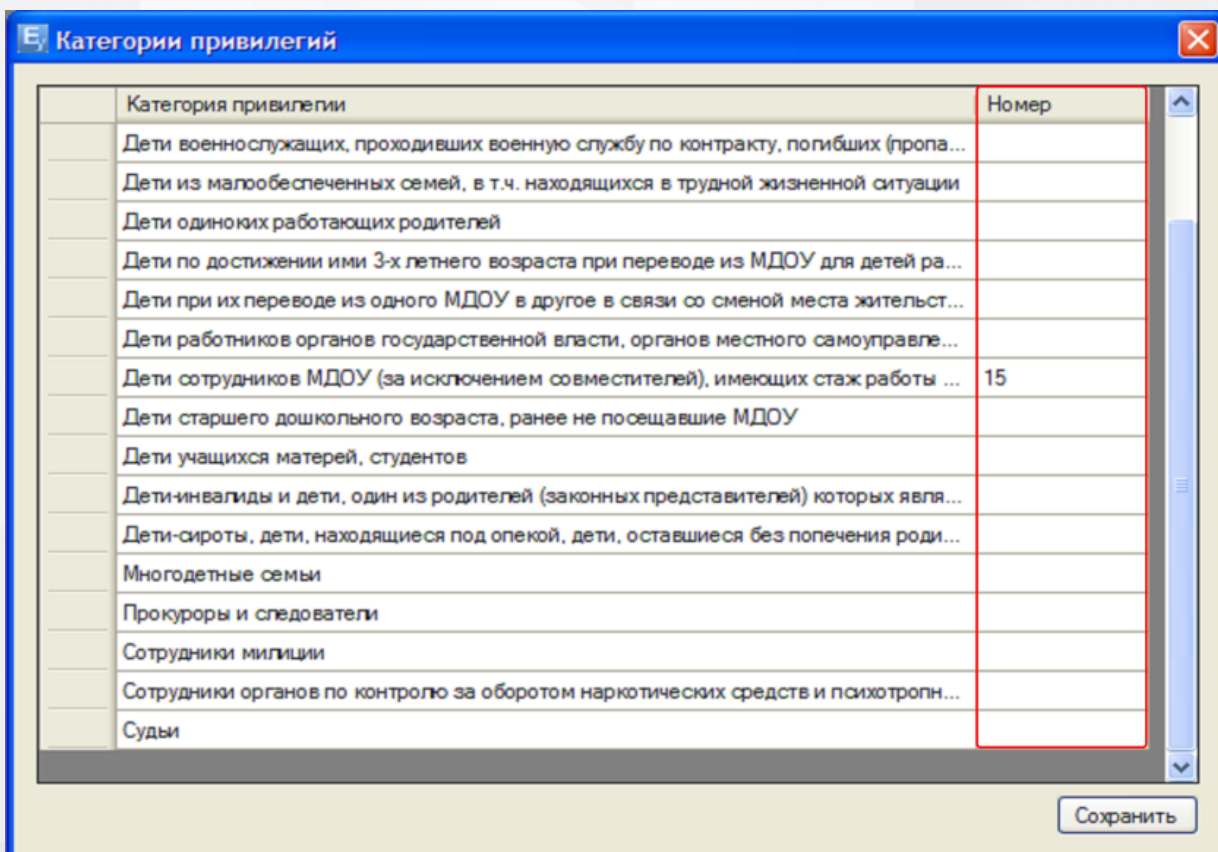 Еу Категории привилегий
Категория привилегии Номер
Дети военнослужащих, проходивших военную службу по контракту, погибших (пропа...
Дети из малообеспеченных семей, в т.ч. находящихся в трудной жизненной ситуации
Дети одиноких работающих родителей
Дети по достижении ими 3-х летнего возраста при переводе из МДОУ для детей ра...
Дети при их переводе из одного МДОУ в другое в связи со сменой места жительст...
Дети работников органов государственной власти, органов местного самоуправле...
Дети сотрудников МДОУ (за исключением совместителей), имеющих стаж работы ... 15
Дети старшего дошкольного возраста, ранее не посещавшие МДОУ
Дети учащихся матерей, студентов
Дети-инвалиды и дети, один из родителей (законных представителей) которых явля...
Дети-сироты, дети, находящиеся под опекой, дети, оставшиеся без попечения роди...
Многодетные семьи
Прокуроры и следователи
Сотрудники милиции
Сотрудники органов по контролю за оборотом наркотических средств и психотропн...
Судьи
Сохранить